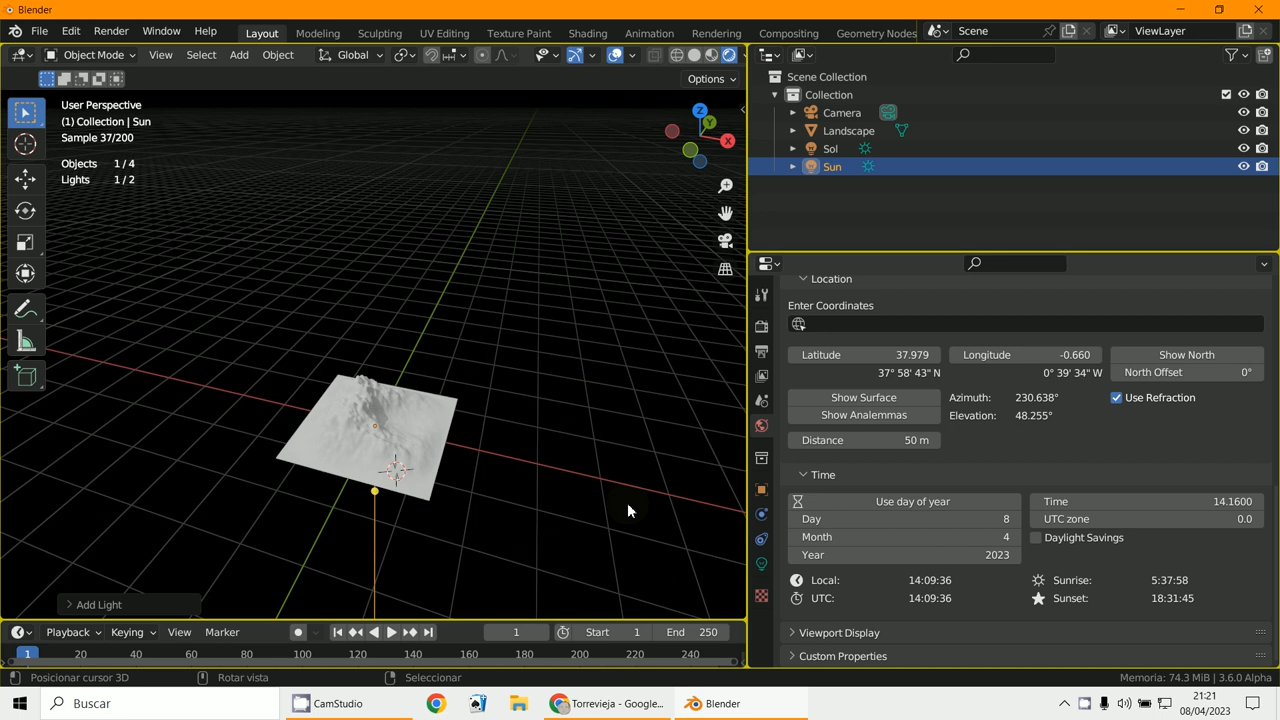 Blender
File Edit Render Window Help Layout Modeling Sculpting UV Editing Texture Paint Shading Animation Rendering Compositing Geometry Nodes Scene ViewLayer
Object Mode View Select Add Object Global
Options
User Perspective
(1) Collection | Sun
Sample 37/200
Objects 1 / 4
Lights 1 / 2
Z
Y
X
Add Light
Scene Collection
Collection
Camera
Landscape
Sol
Sun
Location
Enter Coordinates
Latitude 37.979 Longitude -0.660 Show North
37° 58' 43" N 0° 39' 34" W North Offset 0°
Show Surface Azimuth: 230.638° Use Refraction
Show Analemmas Elevation: 48.255°
Distance 50 m
Time
Use day of year Time 14.1600
Day 8 UTC zone 0.0
Month 4 Daylight Savings
Year 2023
Local: 14:09:36 Sunrise: 5:37:58
UTC: 14:09:36 Sunset: 18:31:45
Viewport Display
Custom Properties
Playback Keying View Marker 1 Start 1 End 250
1 20 40 60 80 100 120 140 160 180 200 220 240
Posicionar cursor 3D Rotar vista Seleccionar Memoria: 74.3 MiB | 3.6.0 Alpha
Buscar CamStudio Torrevieja - Google... Blender 21:21
08/04/2023